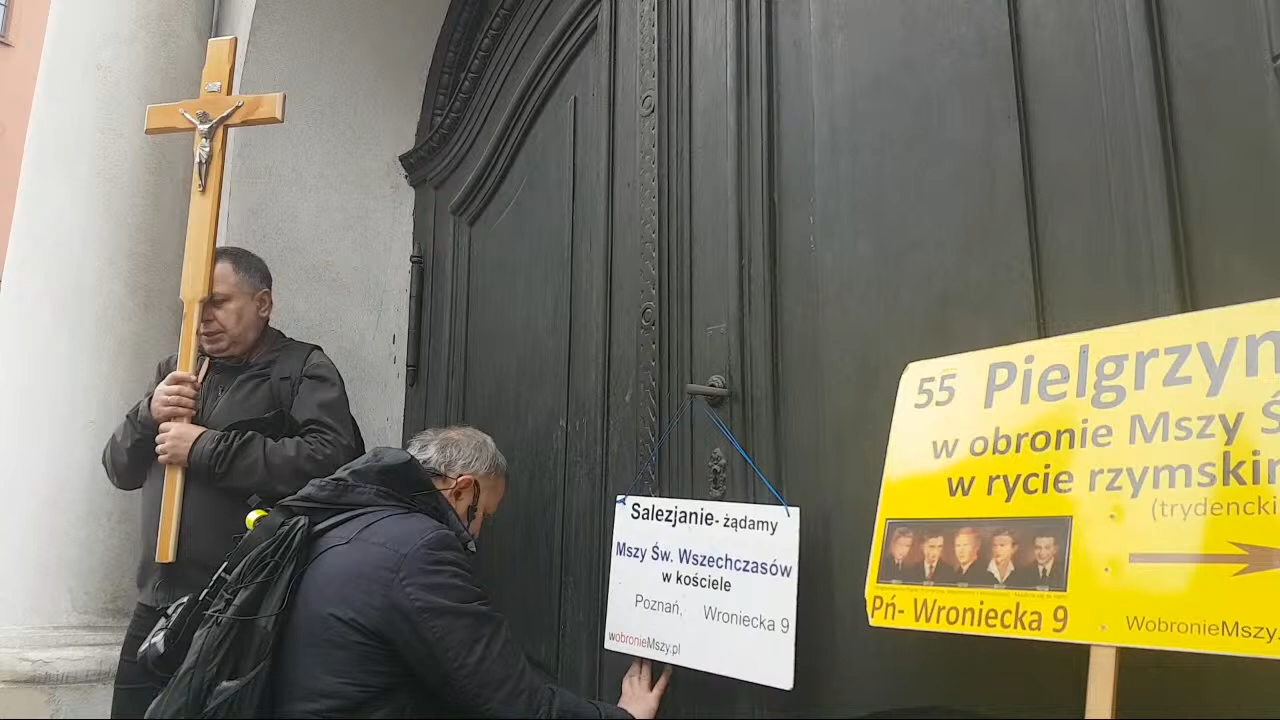 Salezjanie- żądamy
Mszy Św. Wszechczasów
w kościele
Poznań, Wroniecka 9
wobronieMszy.pl
55 Pielgrzym
w obronie Mszy Ś
w rycie rzymskim
(trydencki
Pń- Wroniecka 9
WobronieMszy.